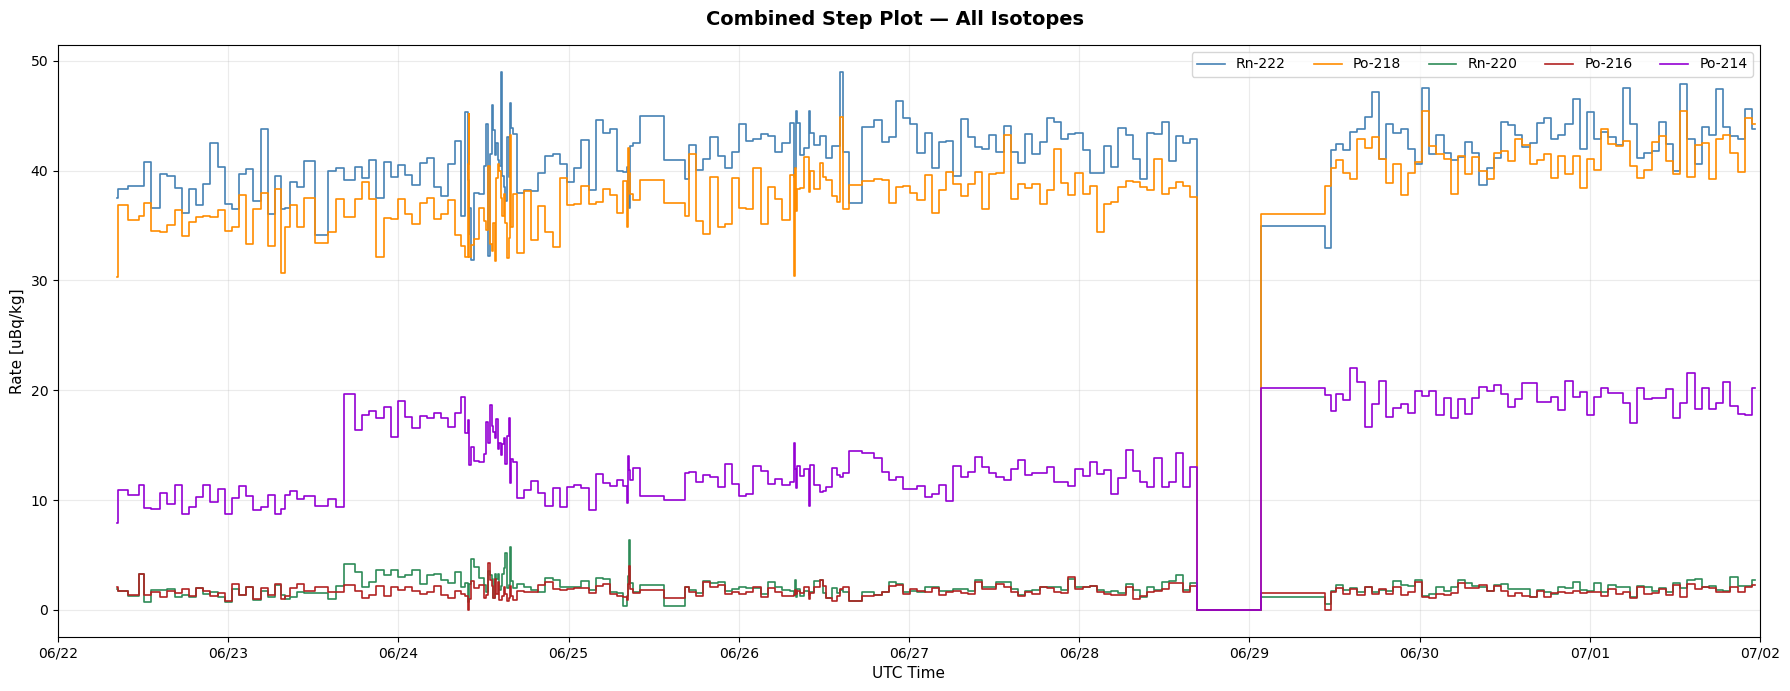 Combined Step Plot — All Isotopes
Rn-222 Po-218 Rn-220 Po-216 Po-214
Rate [uBq/kg]
50
40
30
20
10
0
06/22 06/23 06/24 06/25 06/26 06/27 06/28 06/29 06/30 07/01 07/02
UTC Time